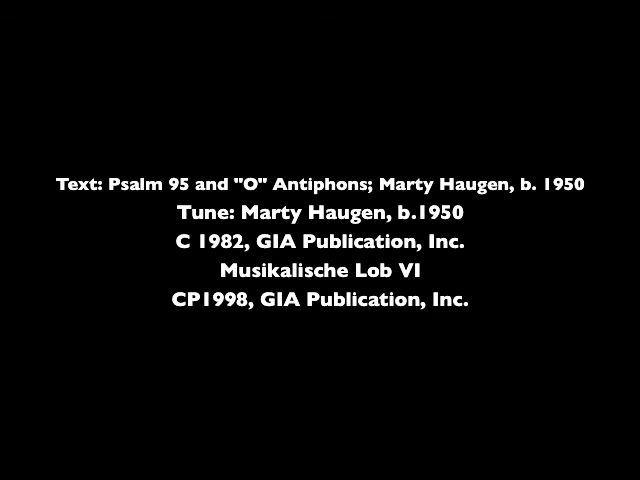 Text: Psalm 95 and "O" Antiphons; Marty Haugen, b. 1950
Tune: Marty Haugen, b.1950
C 1982, GIA Publication, Inc.
Musikalische Lob VI
CP1998, GIA Publication, Inc.